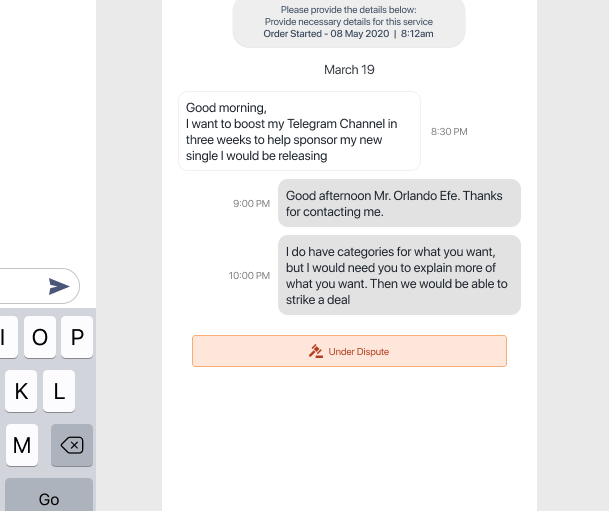 Please provide the details below:
Provide necessary details for this service
Order Started - 08 May 2020 | 8:12am
March 19
Good morning,
I want to boost my Telegram Channel in
three weeks to help sponsor my new
single I would be releasing
8:30 PM
9:00 PM
Good afternoon Mr. Orlando Efe. Thanks
for contacting me.
10:00 PM
I do have categories for what you want,
but I would need you to explain more of
what you want. Then we would be able to
strike a deal
Under Dispute
I O P
K L
M
Go